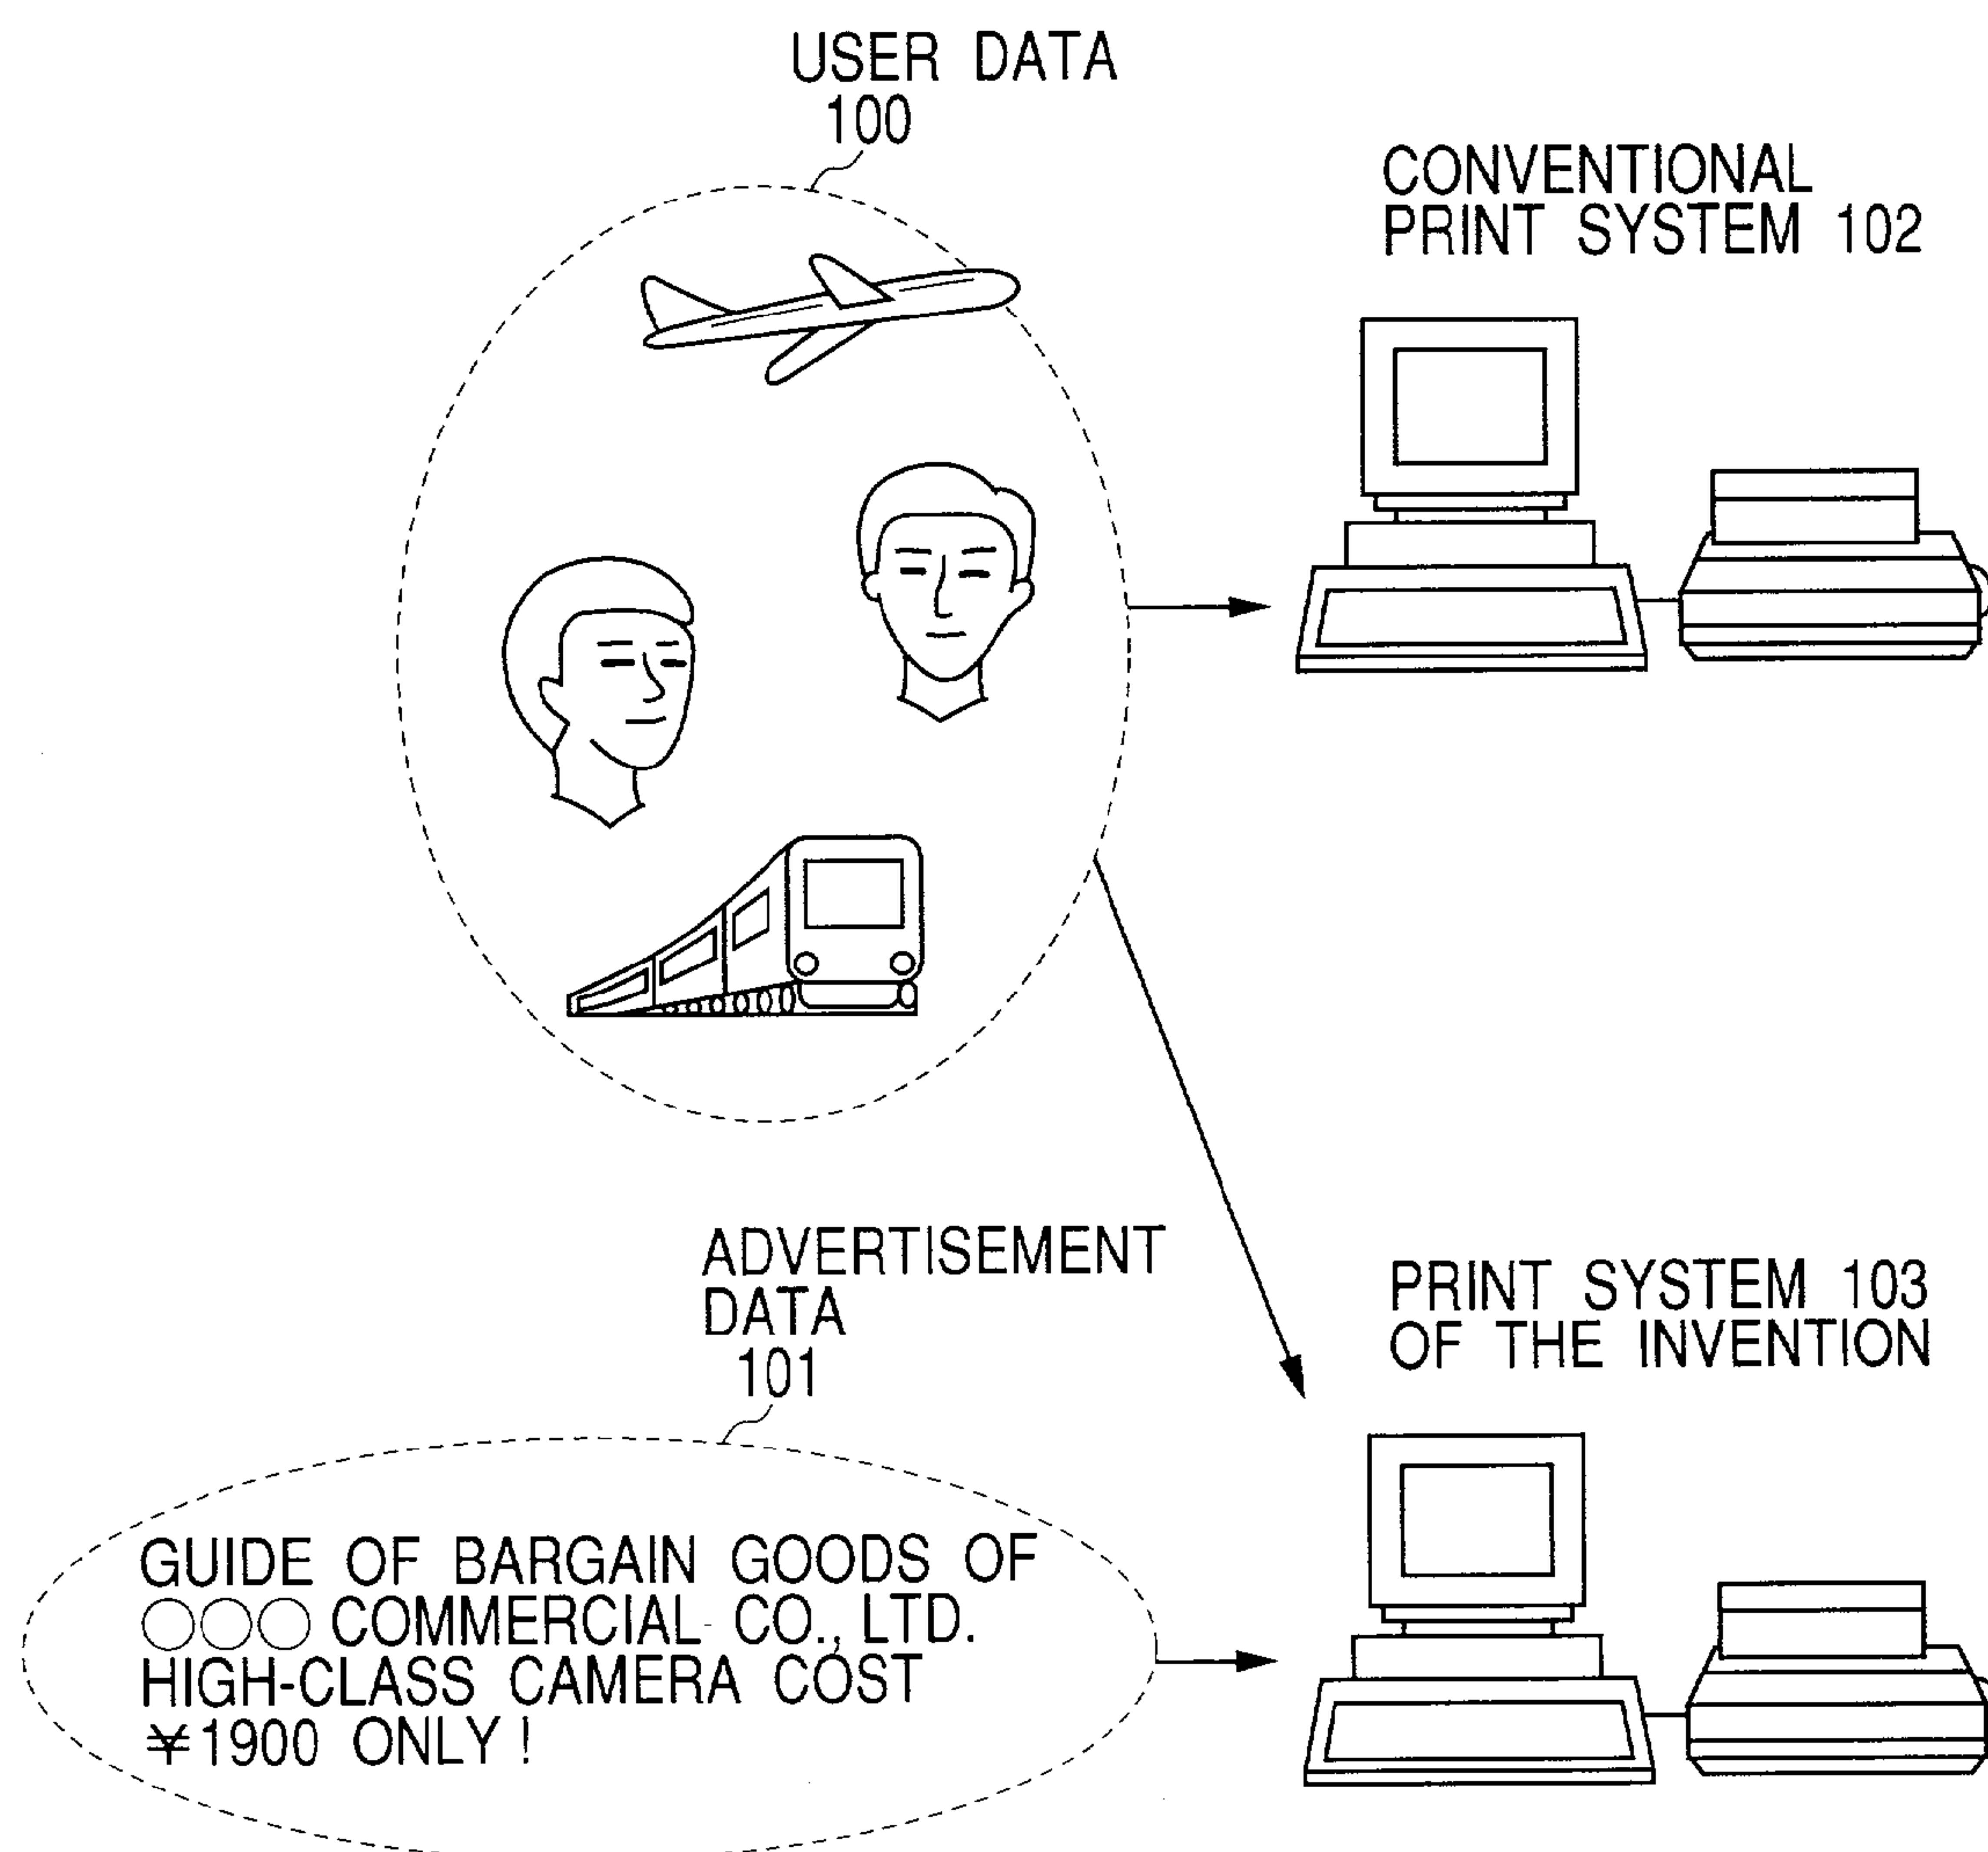 USER DATA
100
CONVENTIONAL
PRINT SYSTEM 102
ADVERTISEMENT
DATA
101
PRINT SYSTEM 103
OF THE INVENTION
GUIDE OF BARGAIN GOODS OF
○○○ COMMERCIAL CO., LTD.
HIGH-CLASS CAMERA COST
¥1900 ONLY!